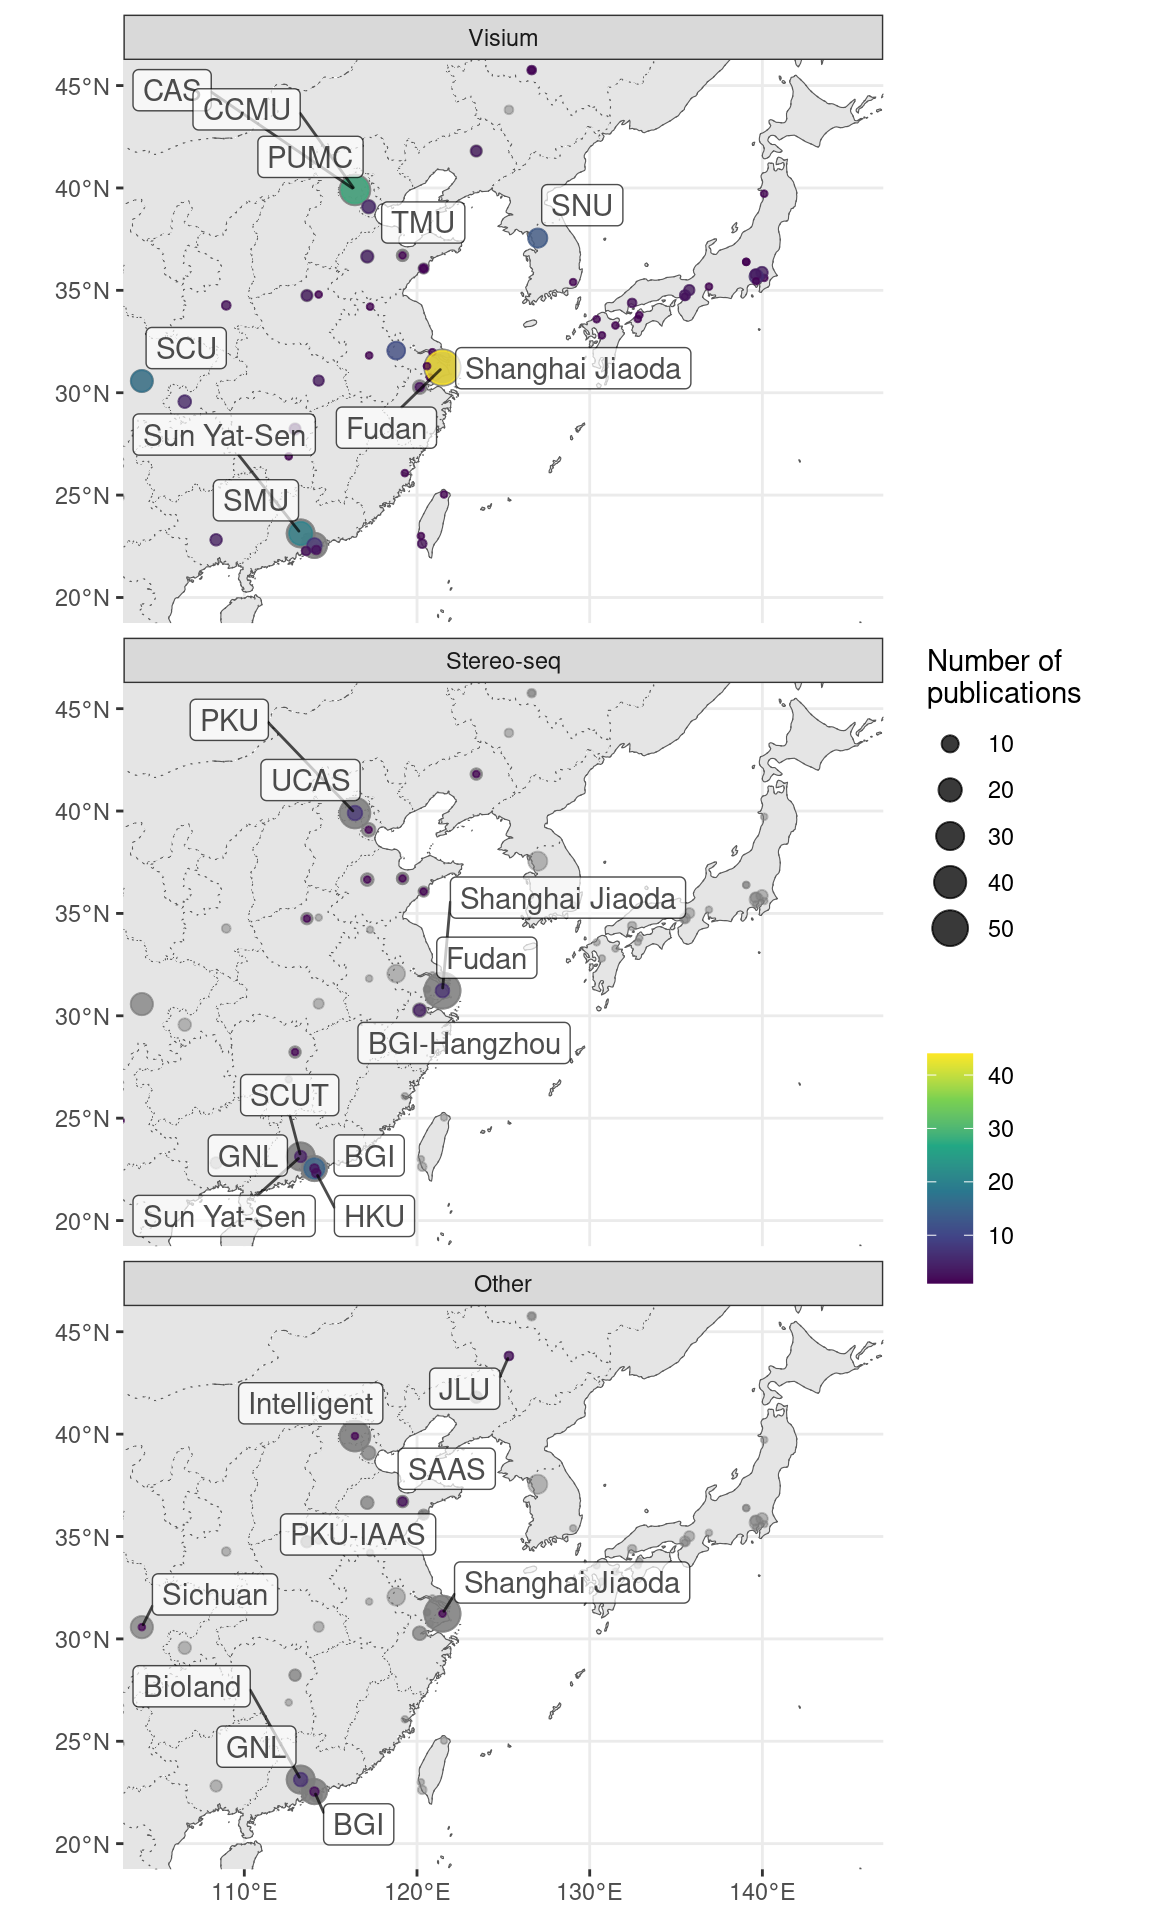 Visium
45°N
40°N
35°N
30°N
25°N
20°N
CAS
CCMU
PUMC
TMU
SNU
SCU
Shanghai Jiaoda
Fudan
Sun Yat-Sen
SMU
Stereo-seq
45°N
40°N
35°N
30°N
25°N
20°N
PKU
UCAS
Shanghai Jiaoda
Fudan
BGI-Hangzhou
SCUT
GNL
BGI
Sun Yat-Sen
HKU
Number of
publications
10
20
30
40
50
40
30
20
10
Other
45°N
40°N
35°N
30°N
25°N
20°N
JLU
Intelligent
SAAS
PKU-IAAS
Shanghai Jiaoda
Sichuan
Bioland
GNL
BGI
110°E
120°E
130°E
140°E